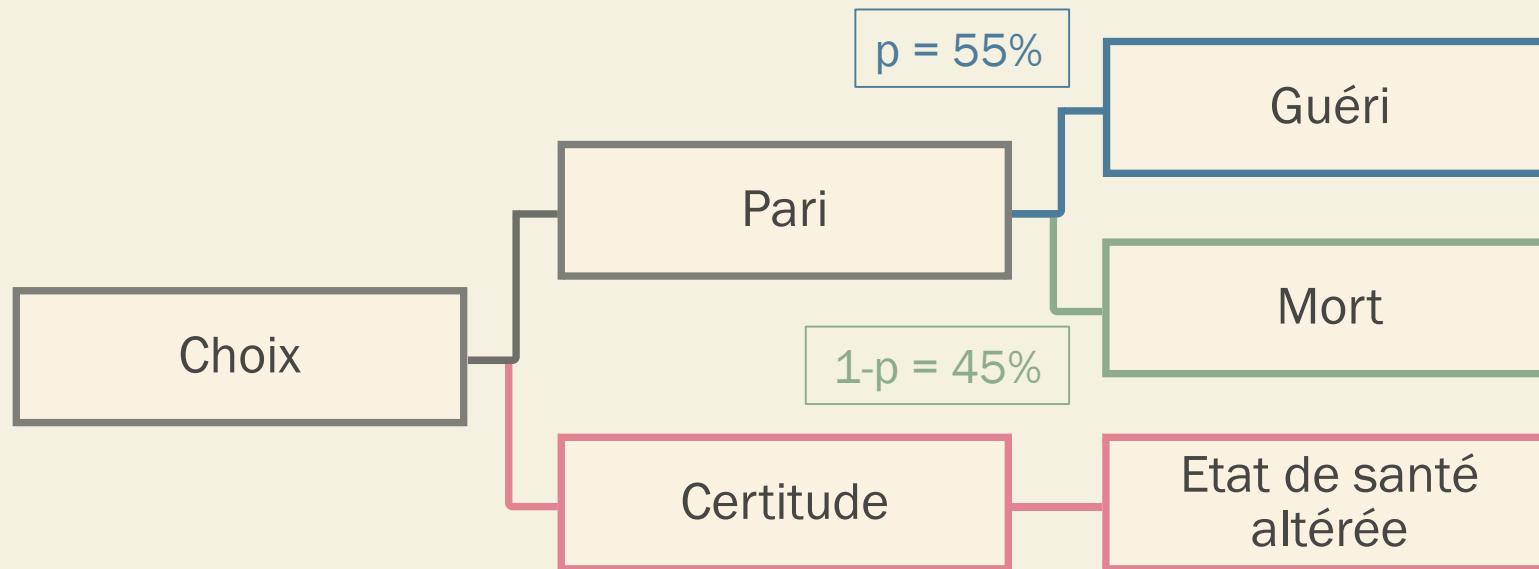 p = 55%
Guéri
Pari
Mort
Choix
1-p = 45%
Certitude
Etat de santé
altérée